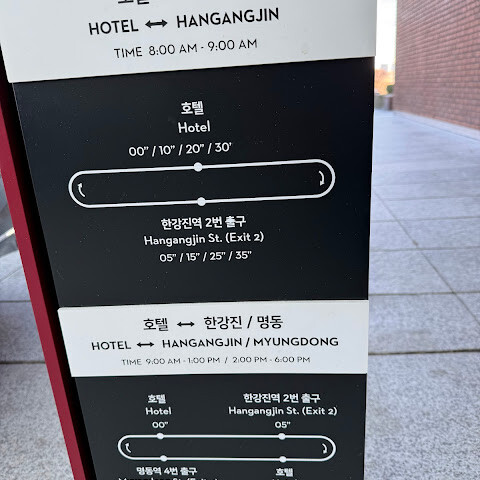 호텔
HOTEL ↔ HANGANGJIN
TIME 8:00 AM - 9:00 AM
호텔
Hotel
00" / 10" / 20" / 30'
한강진역 2번 출구
Hangangjin St. (Exit 2)
05" / 15" / 25" / 35"
호텔 ↔ 한강진 / 명동
HOTEL ↔ HANGANGJIN / MYUNGDONG
TIME 9:00 AM - 1:00 PM / 2:00 PM - 6:00 PM
호텔 한강진역 2번 출구
Hotel Hangangjin St. (Exit 2)
00" 05"
명동역 4번 출구 호텔